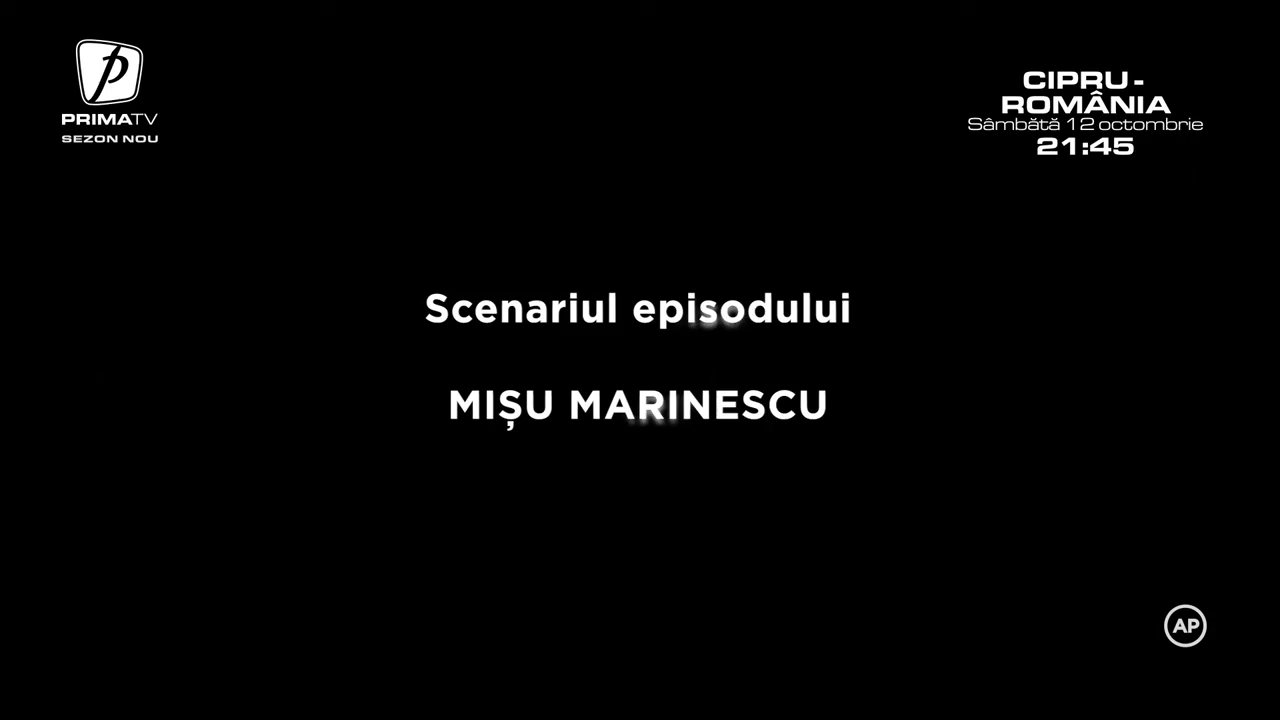 PRIMATV
SEZON NOU
CIPRU-
ROMÂNIA
Sâmbătă 12 octombrie
21:45
Scenariul episodului
MIȘU MARINESCU
AP